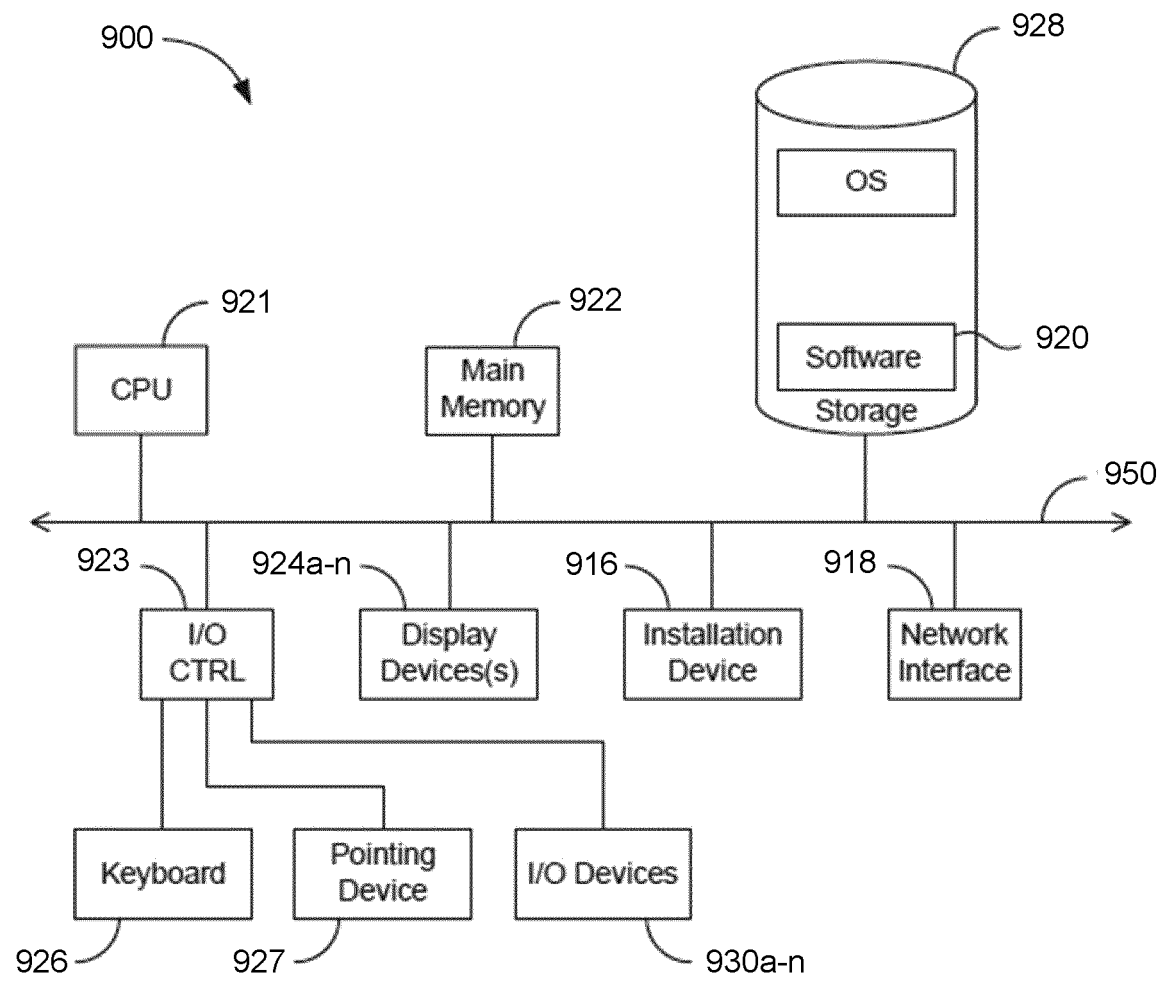 900
928
OS
921
922
920
CPU
Main
Memory
Software
Storage
950
923
924a-n
916
918
I/O
CTRL
Display
Devices(s)
Installation
Device
Network
Interface
Keyboard
Pointing
Device
I/O Devices
926
927
930a-n